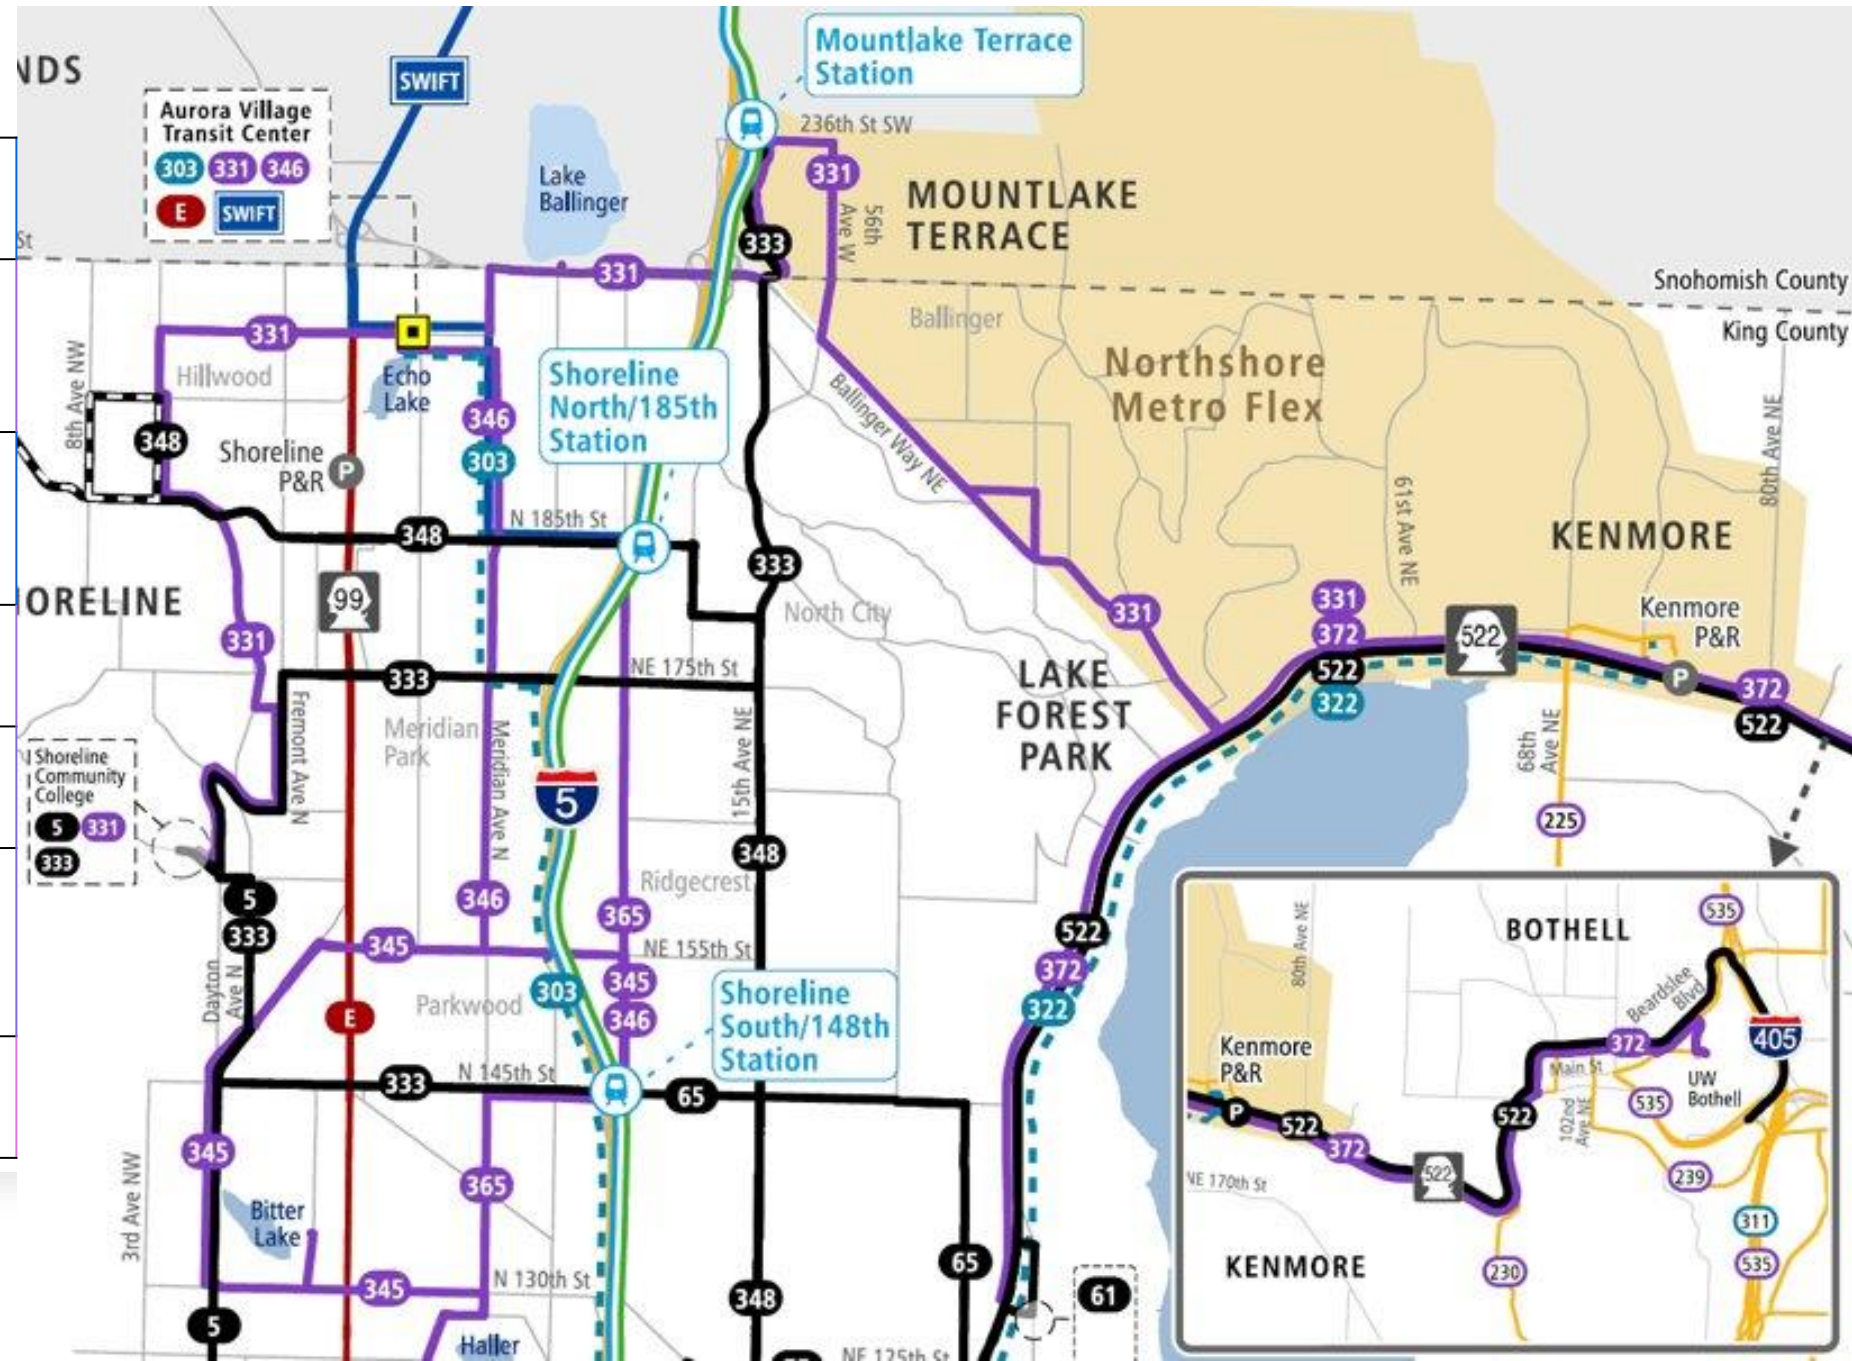 NDS
Aurora Village
Transit Center
303 331 346
E SWIFT
SWIFT
Lake
Ballinger
Mountlake Terrace
Station
236th St SW
331
56th
Ave W
333
MOUNTLAKE
TERRACE
St
331
Snohomish County
King County
331
Hillwood
Echo
Lake
8th Ave NW
348
Shoreline
P&R
P
346
303
Shoreline
North/185th
Station
Ballinger
Ballinger Way NE
Northshore
Metro Flex
61st Ave NE
80th Ave NE
KENMORE
N 185th St
348
333
99
ORELINE
North City
331
331
331
372
522
322
522
Kenmore
P&R
P
372
522
333
NE 175th St
Fremont Ave N
Meridian
Park
Meridian Ave N
5
15th Ave NE
LAKE
FOREST
PARK
68th
Ave NE
225
Shoreline
Community
College
5 331
333
348
Ridgecrest
346
365
5
333
345
NE 155th St
345
346
522
372
322
Dayton
Ave N
E
Parkwood
303
Shoreline
South/148th
Station
333
N 145th St
65
345
3rd Ave NW
365
Bitter
Lake
345
N 130th St
348
65
61
5
Haller
NE 125th St
BOTHELL
535
80th Ave NE
Beardslee
Blvd
405
372
Main St
UW
Bothell
Kenmore
P&R
P
522
372
522
522
102nd
Ave NE
535
239
NE 170th St
311
535
230
KENMORE